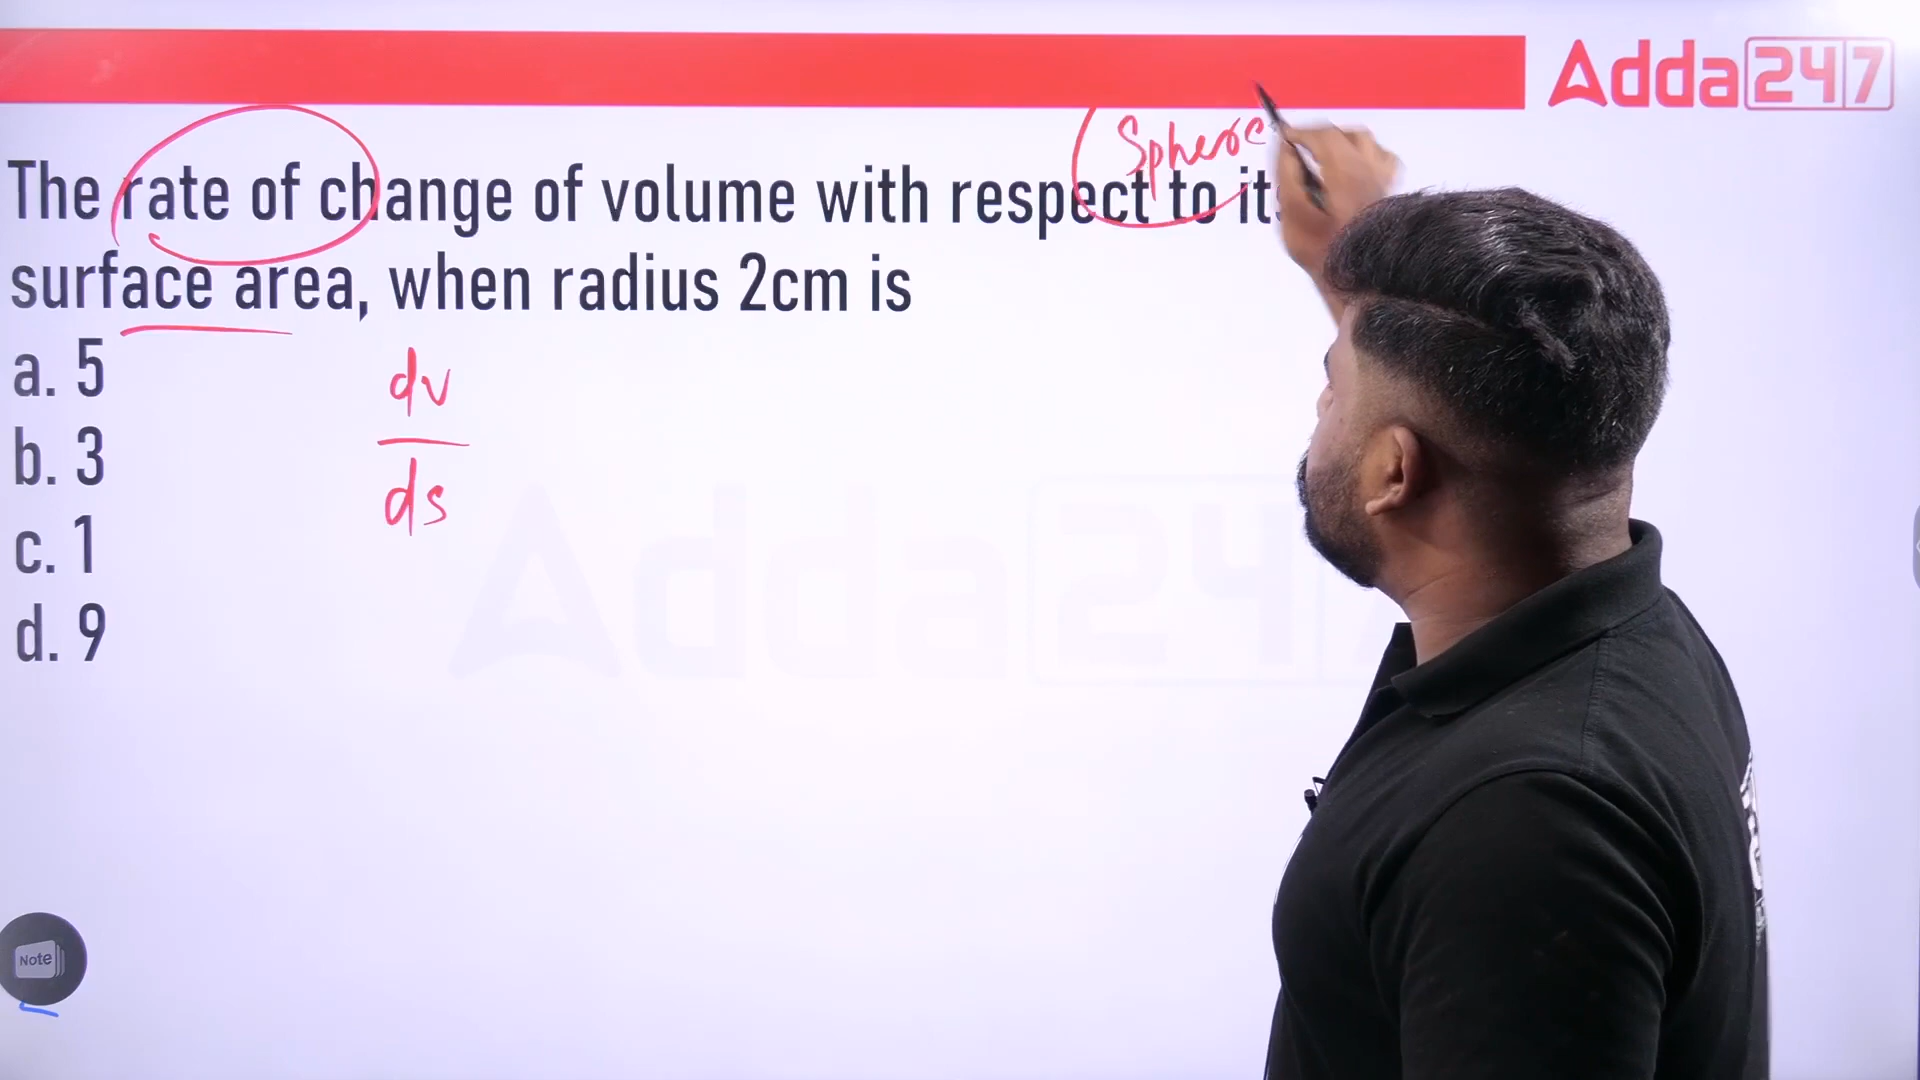 Adda247
Sphere
The rate of change of volume with respect to its
surface area, when radius 2cm is
a. 5
b. 3
c. 1
d. 9
dv
ds
Adda247
Note